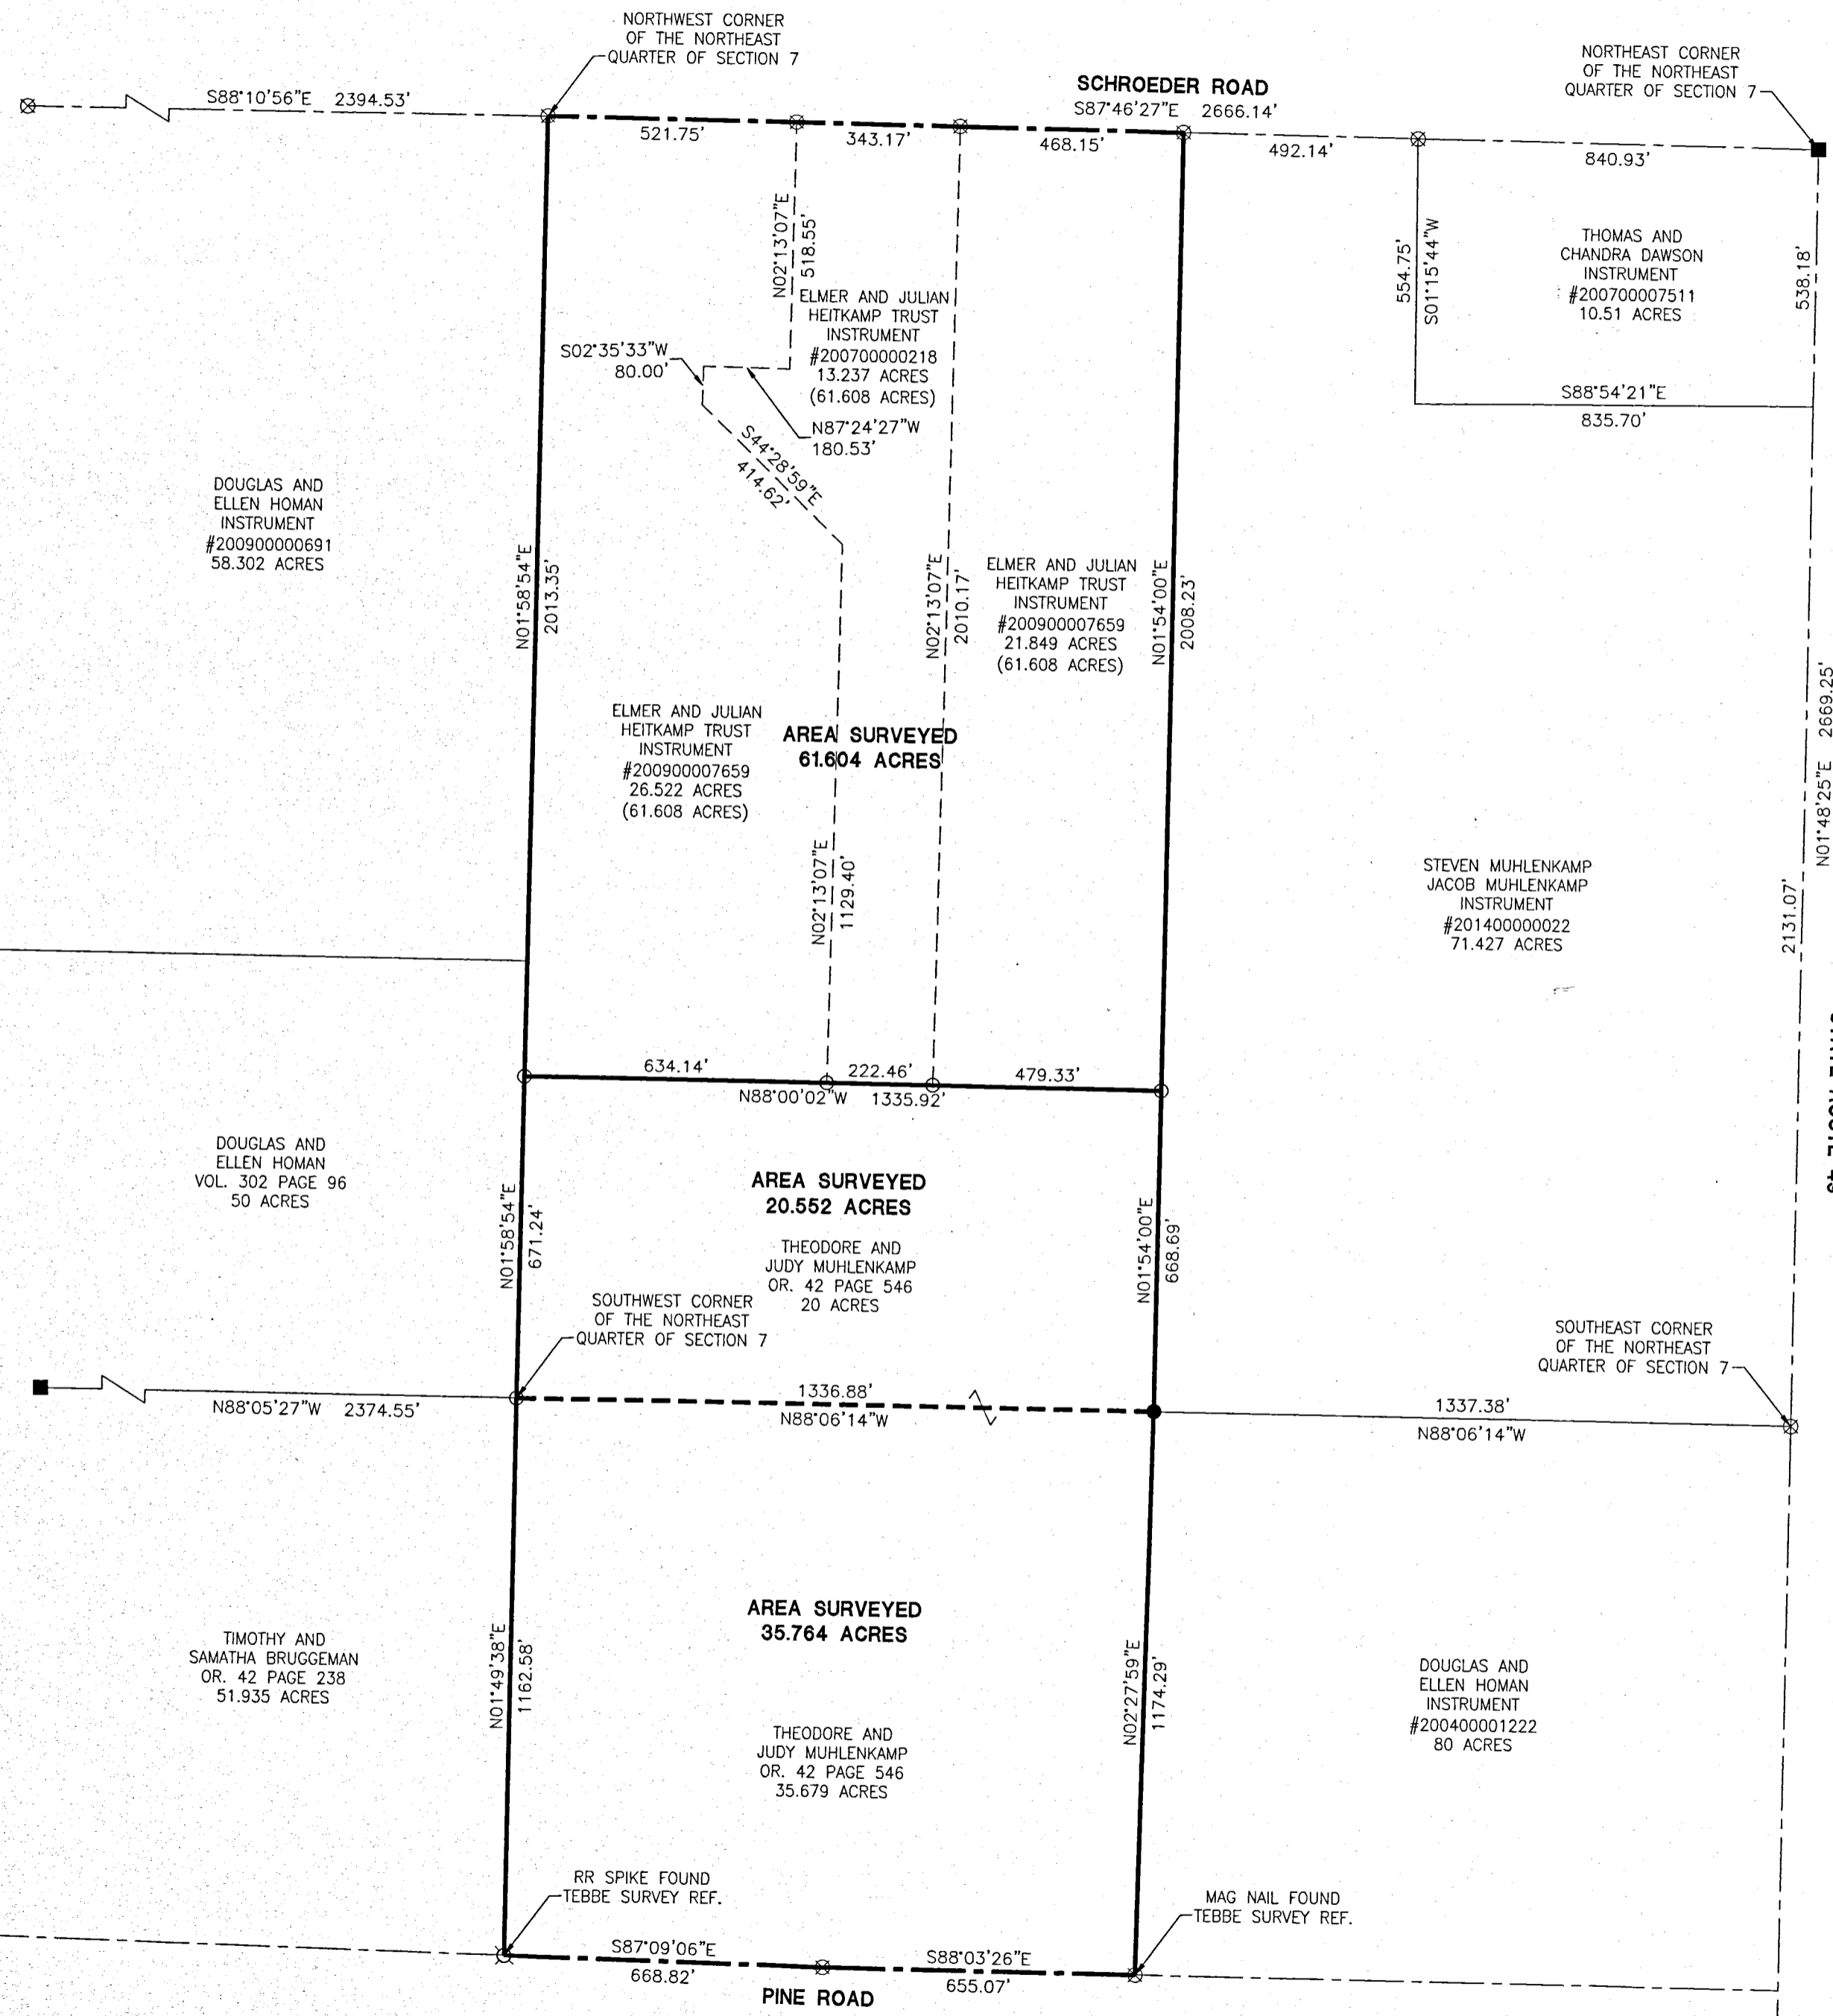 NORTHWEST CORNER
OF THE NORTHEAST
QUARTER OF SECTION 7
NORTHEAST CORNER
OF THE NORTHEAST
QUARTER OF SECTION 7
SCHROEDER ROAD
S88°10'56"E 2394.53'
S87°46'27"E 2666.14'
521.75'
343.17'
468.15'
492.14'
840.93'
N02°13'07"E
518.55'
ELMER AND JULIAN
HEITKAMP TRUST
INSTRUMENT
#200700000218
13.237 ACRES
(61.608 ACRES)
S02°35'33"W
80.00'
N87°24'27"W
180.53'
S44°28'59"E
414.62'
554.75'
S01°15'44"W
THOMAS AND
CHANDRA DAWSON
INSTRUMENT
#200700007511
10.51 ACRES
538.18'
S88°54'21"E
835.70'
DOUGLAS AND
ELLEN HOMAN
INSTRUMENT
#200900000691
58.302 ACRES
N01°58'54"E
2013.35'
N02°13'07"E
2010.17'
ELMER AND JULIAN
HEITKAMP TRUST
INSTRUMENT
#200900007659
21.849 ACRES
(61.608 ACRES)
N01°54'00"E
2008.23'
ELMER AND JULIAN
HEITKAMP TRUST
INSTRUMENT
#200900007659
26.522 ACRES
(61.608 ACRES)
AREA SURVEYED
61.604 ACRES
N02°13'07"E
1129.40'
STEVEN MUHLENKAMP
JACOB MUHLENKAMP
INSTRUMENT
#201400000022
71.427 ACRES
2131.07'
N01°48'25"E 2669.25'
634.14'
222.46'
479.33'
N88°00'02"W 1335.92'
DOUGLAS AND
ELLEN HOMAN
VOL. 302 PAGE 96
50 ACRES
N01°58'54"E
671.24'
AREA SURVEYED
20.552 ACRES
THEODORE AND
JUDY MUHLENKAMP
OR. 42 PAGE 546
20 ACRES
N01°54'00"E
668.69'
SOUTHWEST CORNER
OF THE NORTHEAST
QUARTER OF SECTION 7
SOUTHEAST CORNER
OF THE NORTHEAST
QUARTER OF SECTION 7
N88°05'27"W 2374.55'
1336.88'
N88°06'14"W
1337.38'
N88°06'14"W
TIMOTHY AND
SAMATHA BRUGGEMAN
OR. 42 PAGE 238
51.935 ACRES
N01°49'38"E
1162.58'
AREA SURVEYED
35.764 ACRES
THEODORE AND
JUDY MUHLENKAMP
OR. 42 PAGE 546
35.679 ACRES
N02°27'59"E
1174.29'
DOUGLAS AND
ELLEN HOMAN
INSTRUMENT
#200400001222
80 ACRES
RR SPIKE FOUND
TEBBE SURVEY REF.
MAG NAIL FOUND
TEBBE SURVEY REF.
S87°09'06"E
668.82'
S88°03'26"E
655.07'
PINE ROAD